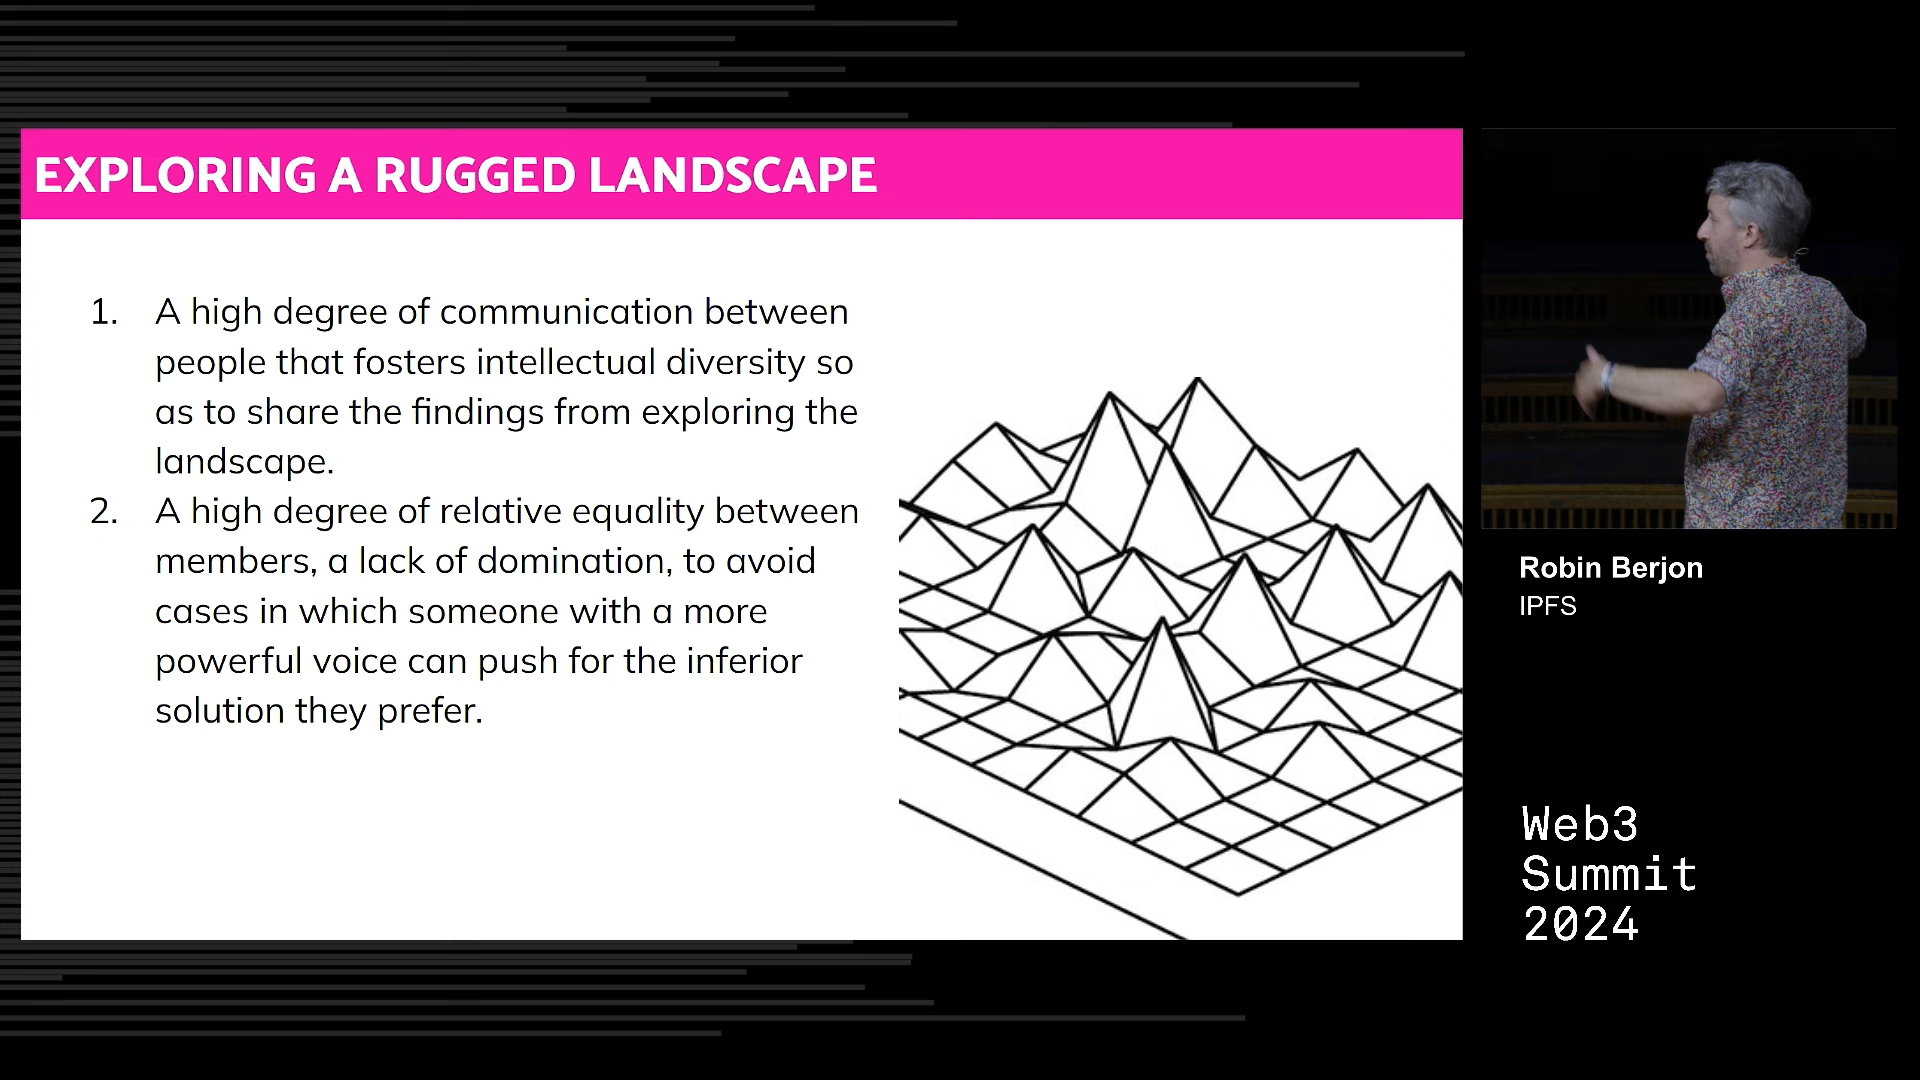 EXPLORING A RUGGED LANDSCAPE
1. A high degree of communication between
people that fosters intellectual diversity so
as to share the findings from exploring the
landscape.
2. A high degree of relative equality between
members, a lack of domination, to avoid
cases in which someone with a more
powerful voice can push for the inferior
solution they prefer.
Robin Berjon
IPFS
Web3
Summit
2024